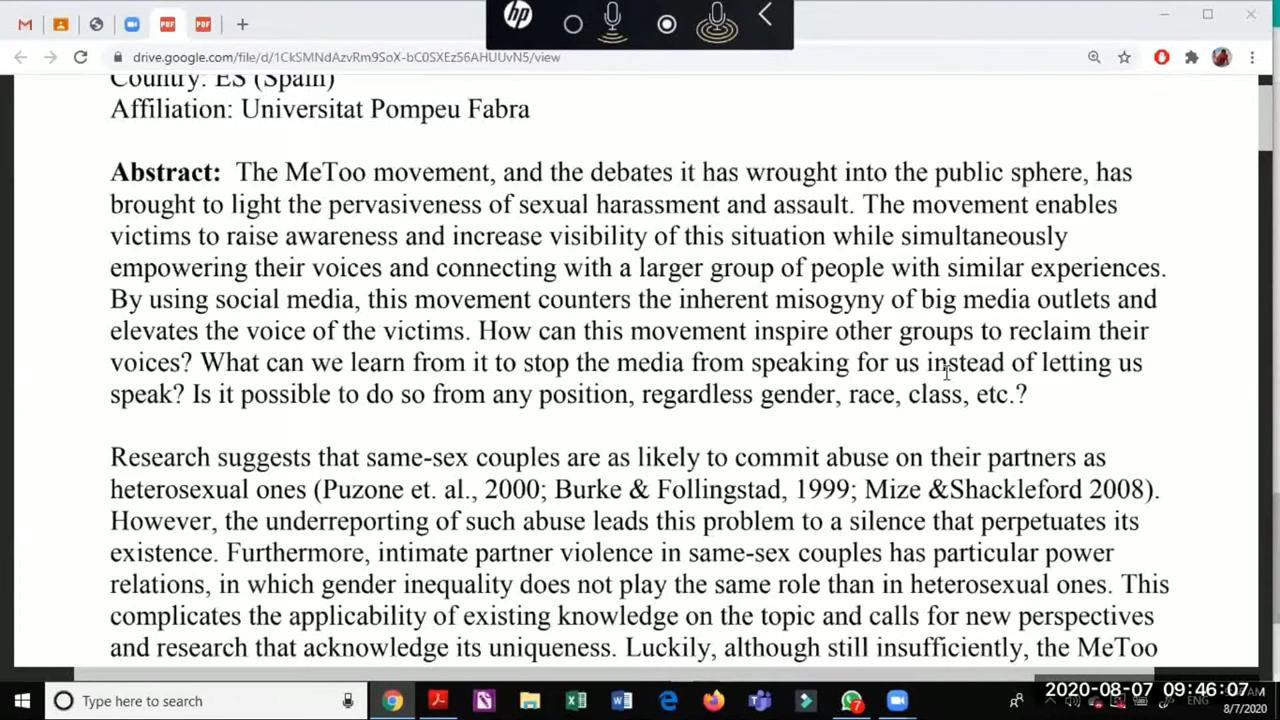 hp
drive.google.com/file/d/1CkSMNdAzvRm9SoX-bC0SXEz56AHUUvN5/view
Country: ES (Spain)
Affiliation: Universitat Pompeu Fabra
Abstract: The MeToo movement, and the debates it has wrought into the public sphere, has
brought to light the pervasiveness of sexual harassment and assault. The movement enables
victims to raise awareness and increase visibility of this situation while simultaneously
empowering their voices and connecting with a larger group of people with similar experiences.
By using social media, this movement counters the inherent misogyny of big media outlets and
elevates the voice of the victims. How can this movement inspire other groups to reclaim their
voices? What can we learn from it to stop the media from speaking for us instead of letting us
speak? Is it possible to do so from any position, regardless gender, race, class, etc.?
Research suggests that same-sex couples are as likely to commit abuse on their partners as
heterosexual ones (Puzone et. al., 2000; Burke & Follingstad, 1999; Mize &Shackleford 2008).
However, the underreporting of such abuse leads this problem to a silence that perpetuates its
existence. Furthermore, intimate partner violence in same-sex couples has particular power
relations, in which gender inequality does not play the same role than in heterosexual ones. This
complicates the applicability of existing knowledge on the topic and calls for new perspectives
and research that acknowledge its uniqueness. Luckily, although still insufficiently, the MeToo
Type here to search
2020-08-07 09:46:07 AM
ENG
8/7/2020